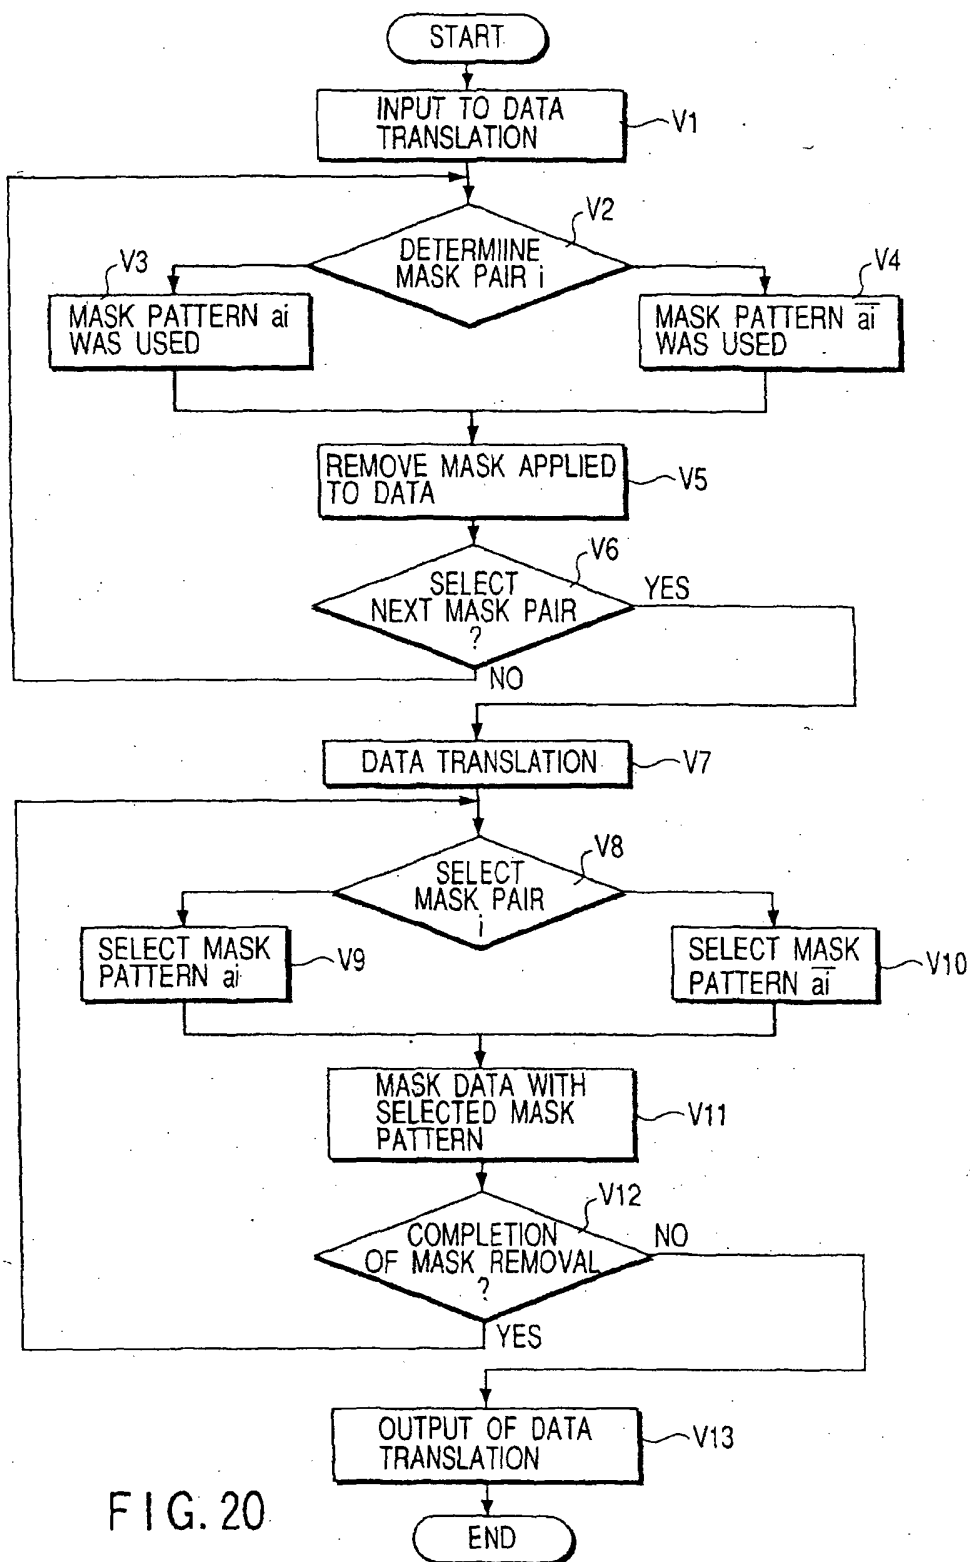 START
INPUT TO DATA
TRANSLATION
V1
DETERMIINE
MASK PAIR i
V2
V3
MASK PATTERN ai
WAS USED
V4
MASK PATTERN a̅i̅
WAS USED
REMOVE MASK APPLIED
TO DATA
V5
SELECT
NEXT MASK PAIR
?
V6
YES
NO
DATA TRANSLATION
V7
SELECT
MASK PAIR
i
V8
SELECT MASK
PATTERN ai
V9
SELECT MASK
PATTERN a̅i̅
V10
MASK DATA WITH
SELECTED MASK
PATTERN
V11
COMPLETION
OF MASK REMOVAL
?
V12
NO
YES
OUTPUT OF DATA
TRANSLATION
V13
END
FIG. 20